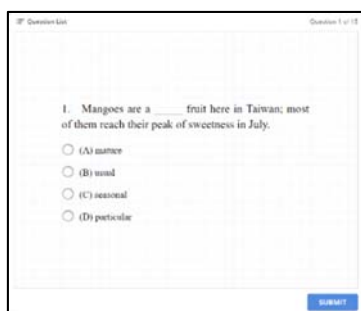 Question List
Question 1 of 15
1. Mangoes are a _____ fruit here in Taiwan; most
of them reach their peak of sweetness in July.
(A) mature
(B) usual
(C) seasonal
(D) particular
SUBMIT